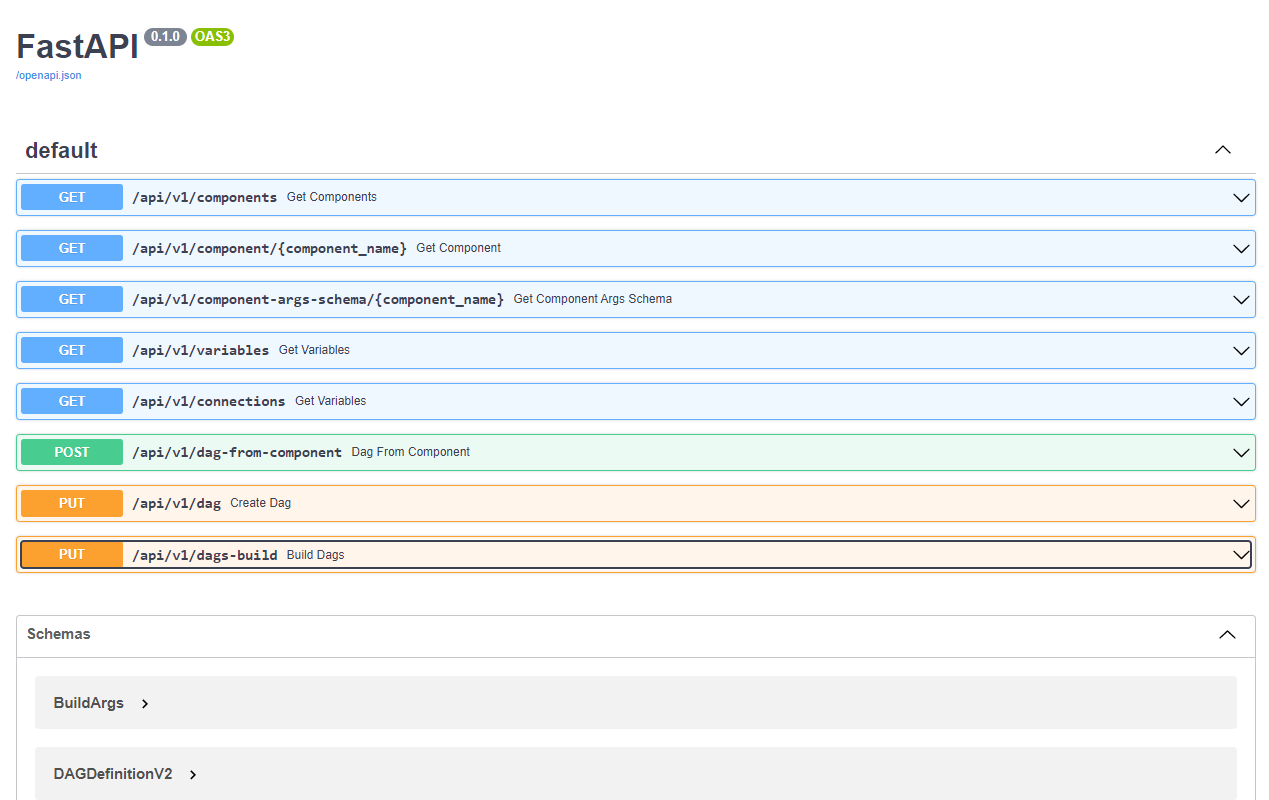 FastAPI 0.1.0 OAS3
/openapi.json
default
GET /api/v1/components Get Components
GET /api/v1/component/{component_name} Get Component
GET /api/v1/component-args-schema/{component_name} Get Component Args Schema
GET /api/v1/variables Get Variables
GET /api/v1/connections Get Variables
POST /api/v1/dag-from-component Dag From Component
PUT /api/v1/dag Create Dag
PUT /api/v1/dags-build Build Dags
Schemas
BuildArgs
DAGDefinitionV2